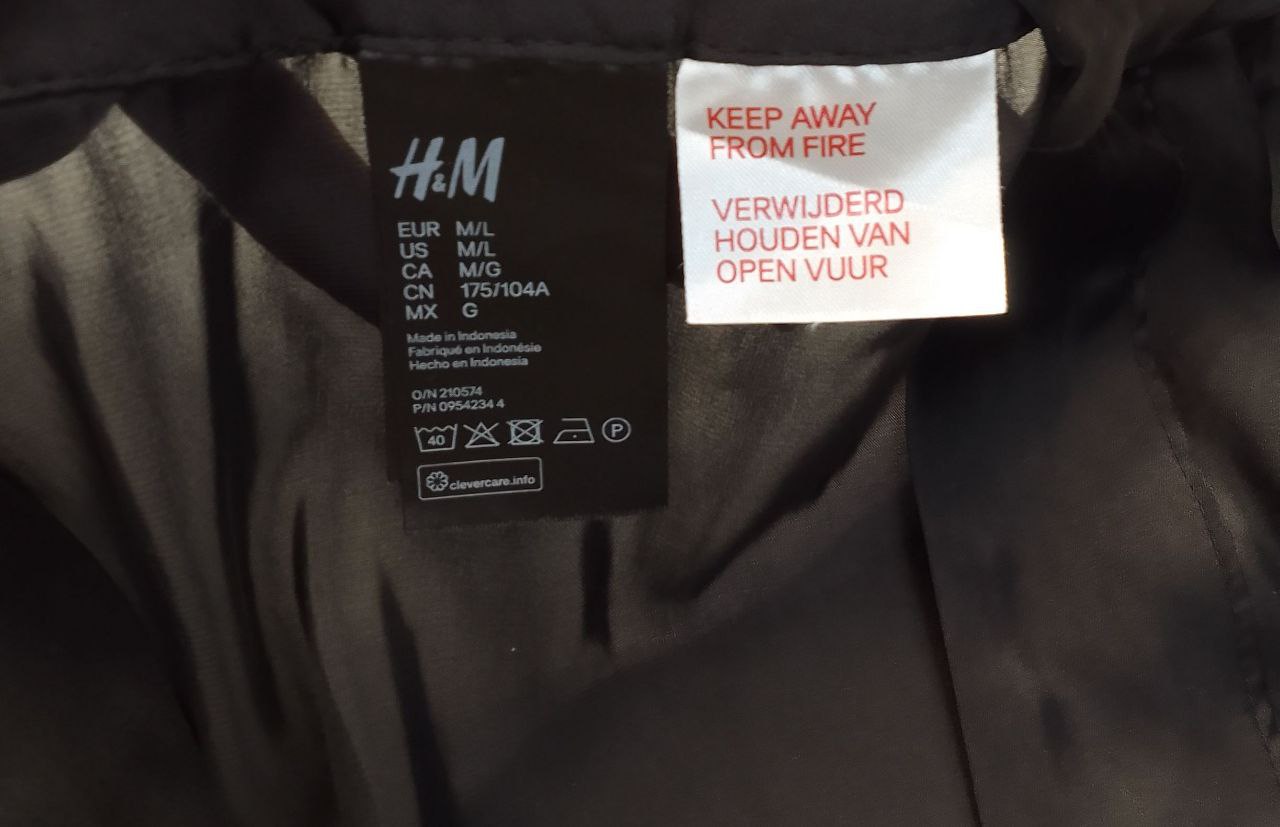 H&M
EUR M/L
US M/L
CA M/G
CN 175/104A
MX G
Made in Indonesia
Fabriqué en Indonésie
Hecho en Indonesia
O/N 210574
P/N 0954234 4
40
P
clevercare.info
KEEP AWAY
FROM FIRE
VERWIJDERD
HOUDEN VAN
OPEN VUUR